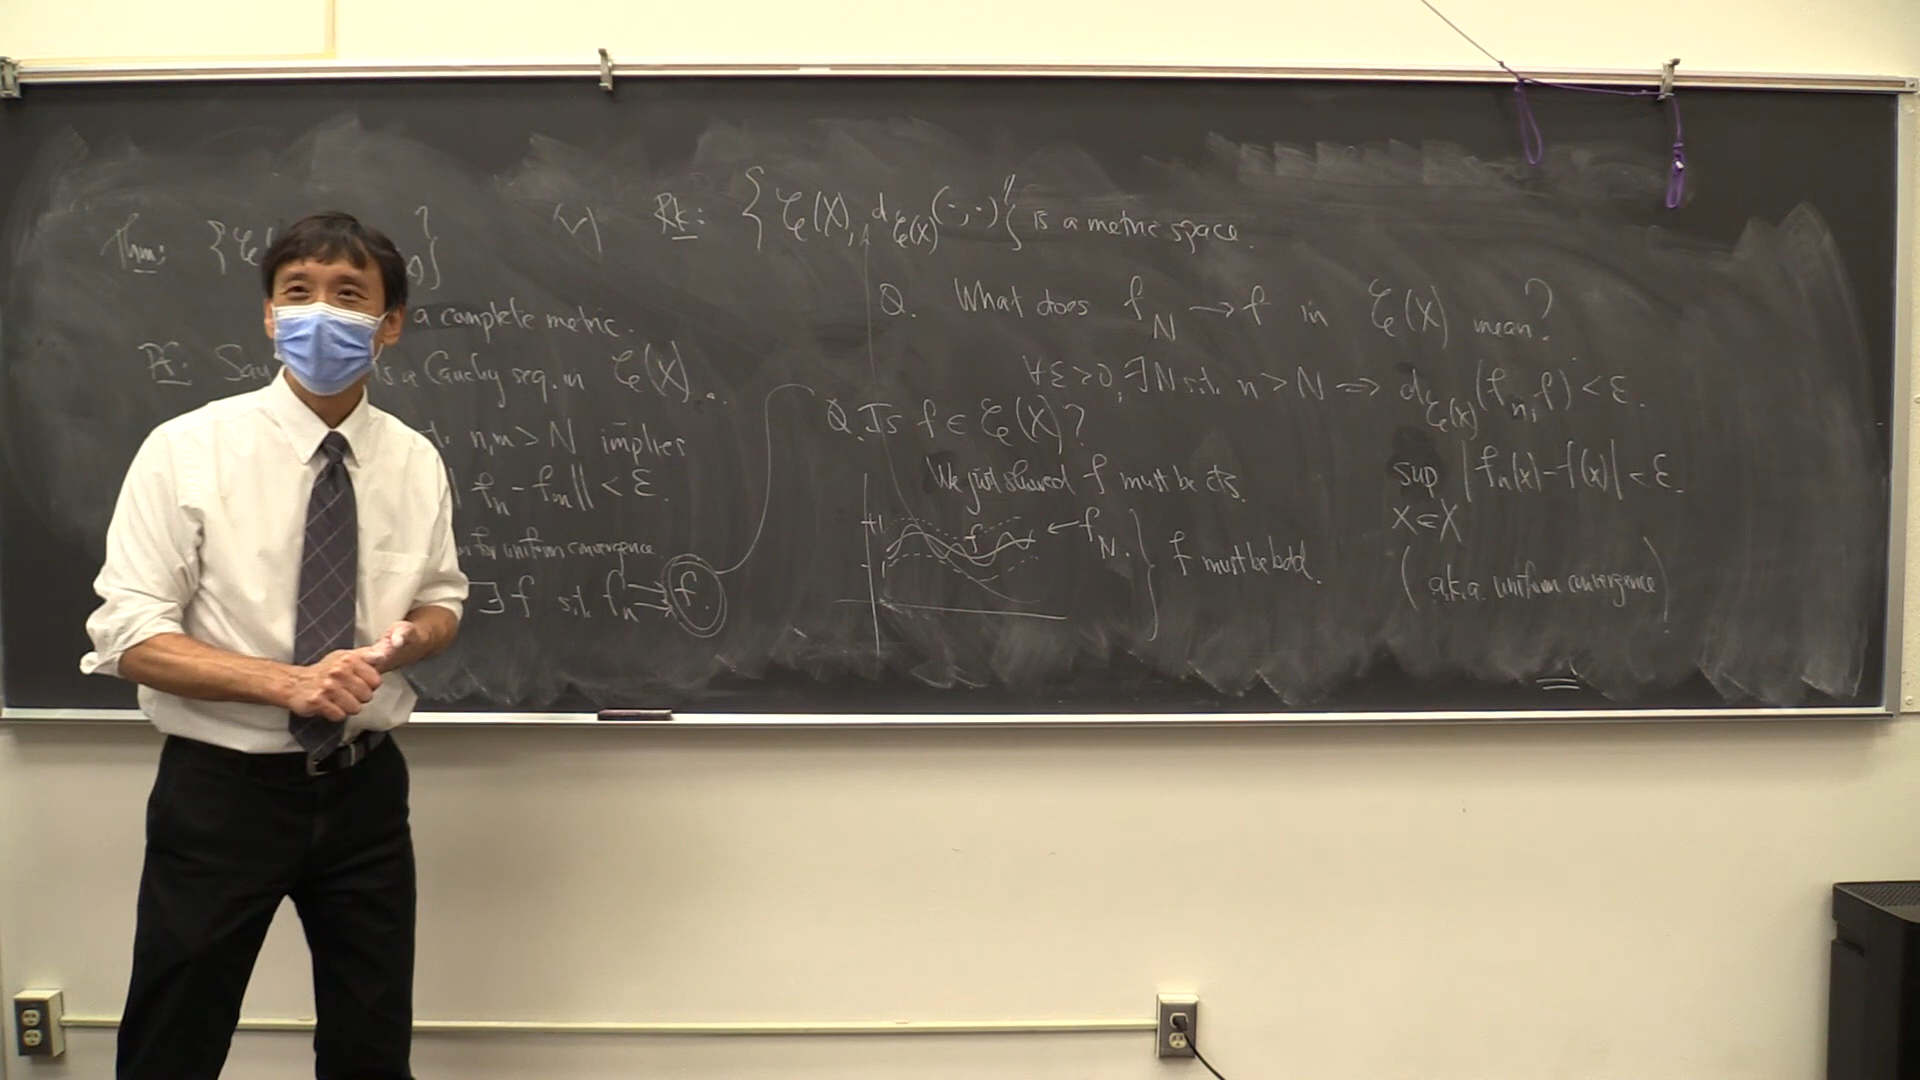 Thm: {𝒞(
a complete metric.
Pf: Say is a Cauchy seq. in 𝒞(X).
n,m > N implies
f_n - f_m|| < ε.
for uniform convergence
∃ f s.t. f_n ⇉ f.
Rk: {𝒞(X), d_𝒞(X)(·,·)} is a metric space.
Q. What does f_N → f in 𝒞(X) mean?
∀ε>0, ∃N s.t. n > N ⇒ d_𝒞(X)(f_n, f) < ε.
sup |f_n(x) - f(x)| < ε.
x∈X
(a.k.a. uniform convergence)
Q. Is f ∈ 𝒞(X)?
We just showed f must be cts.
+1
f
← f_N.
} f must be bdd.